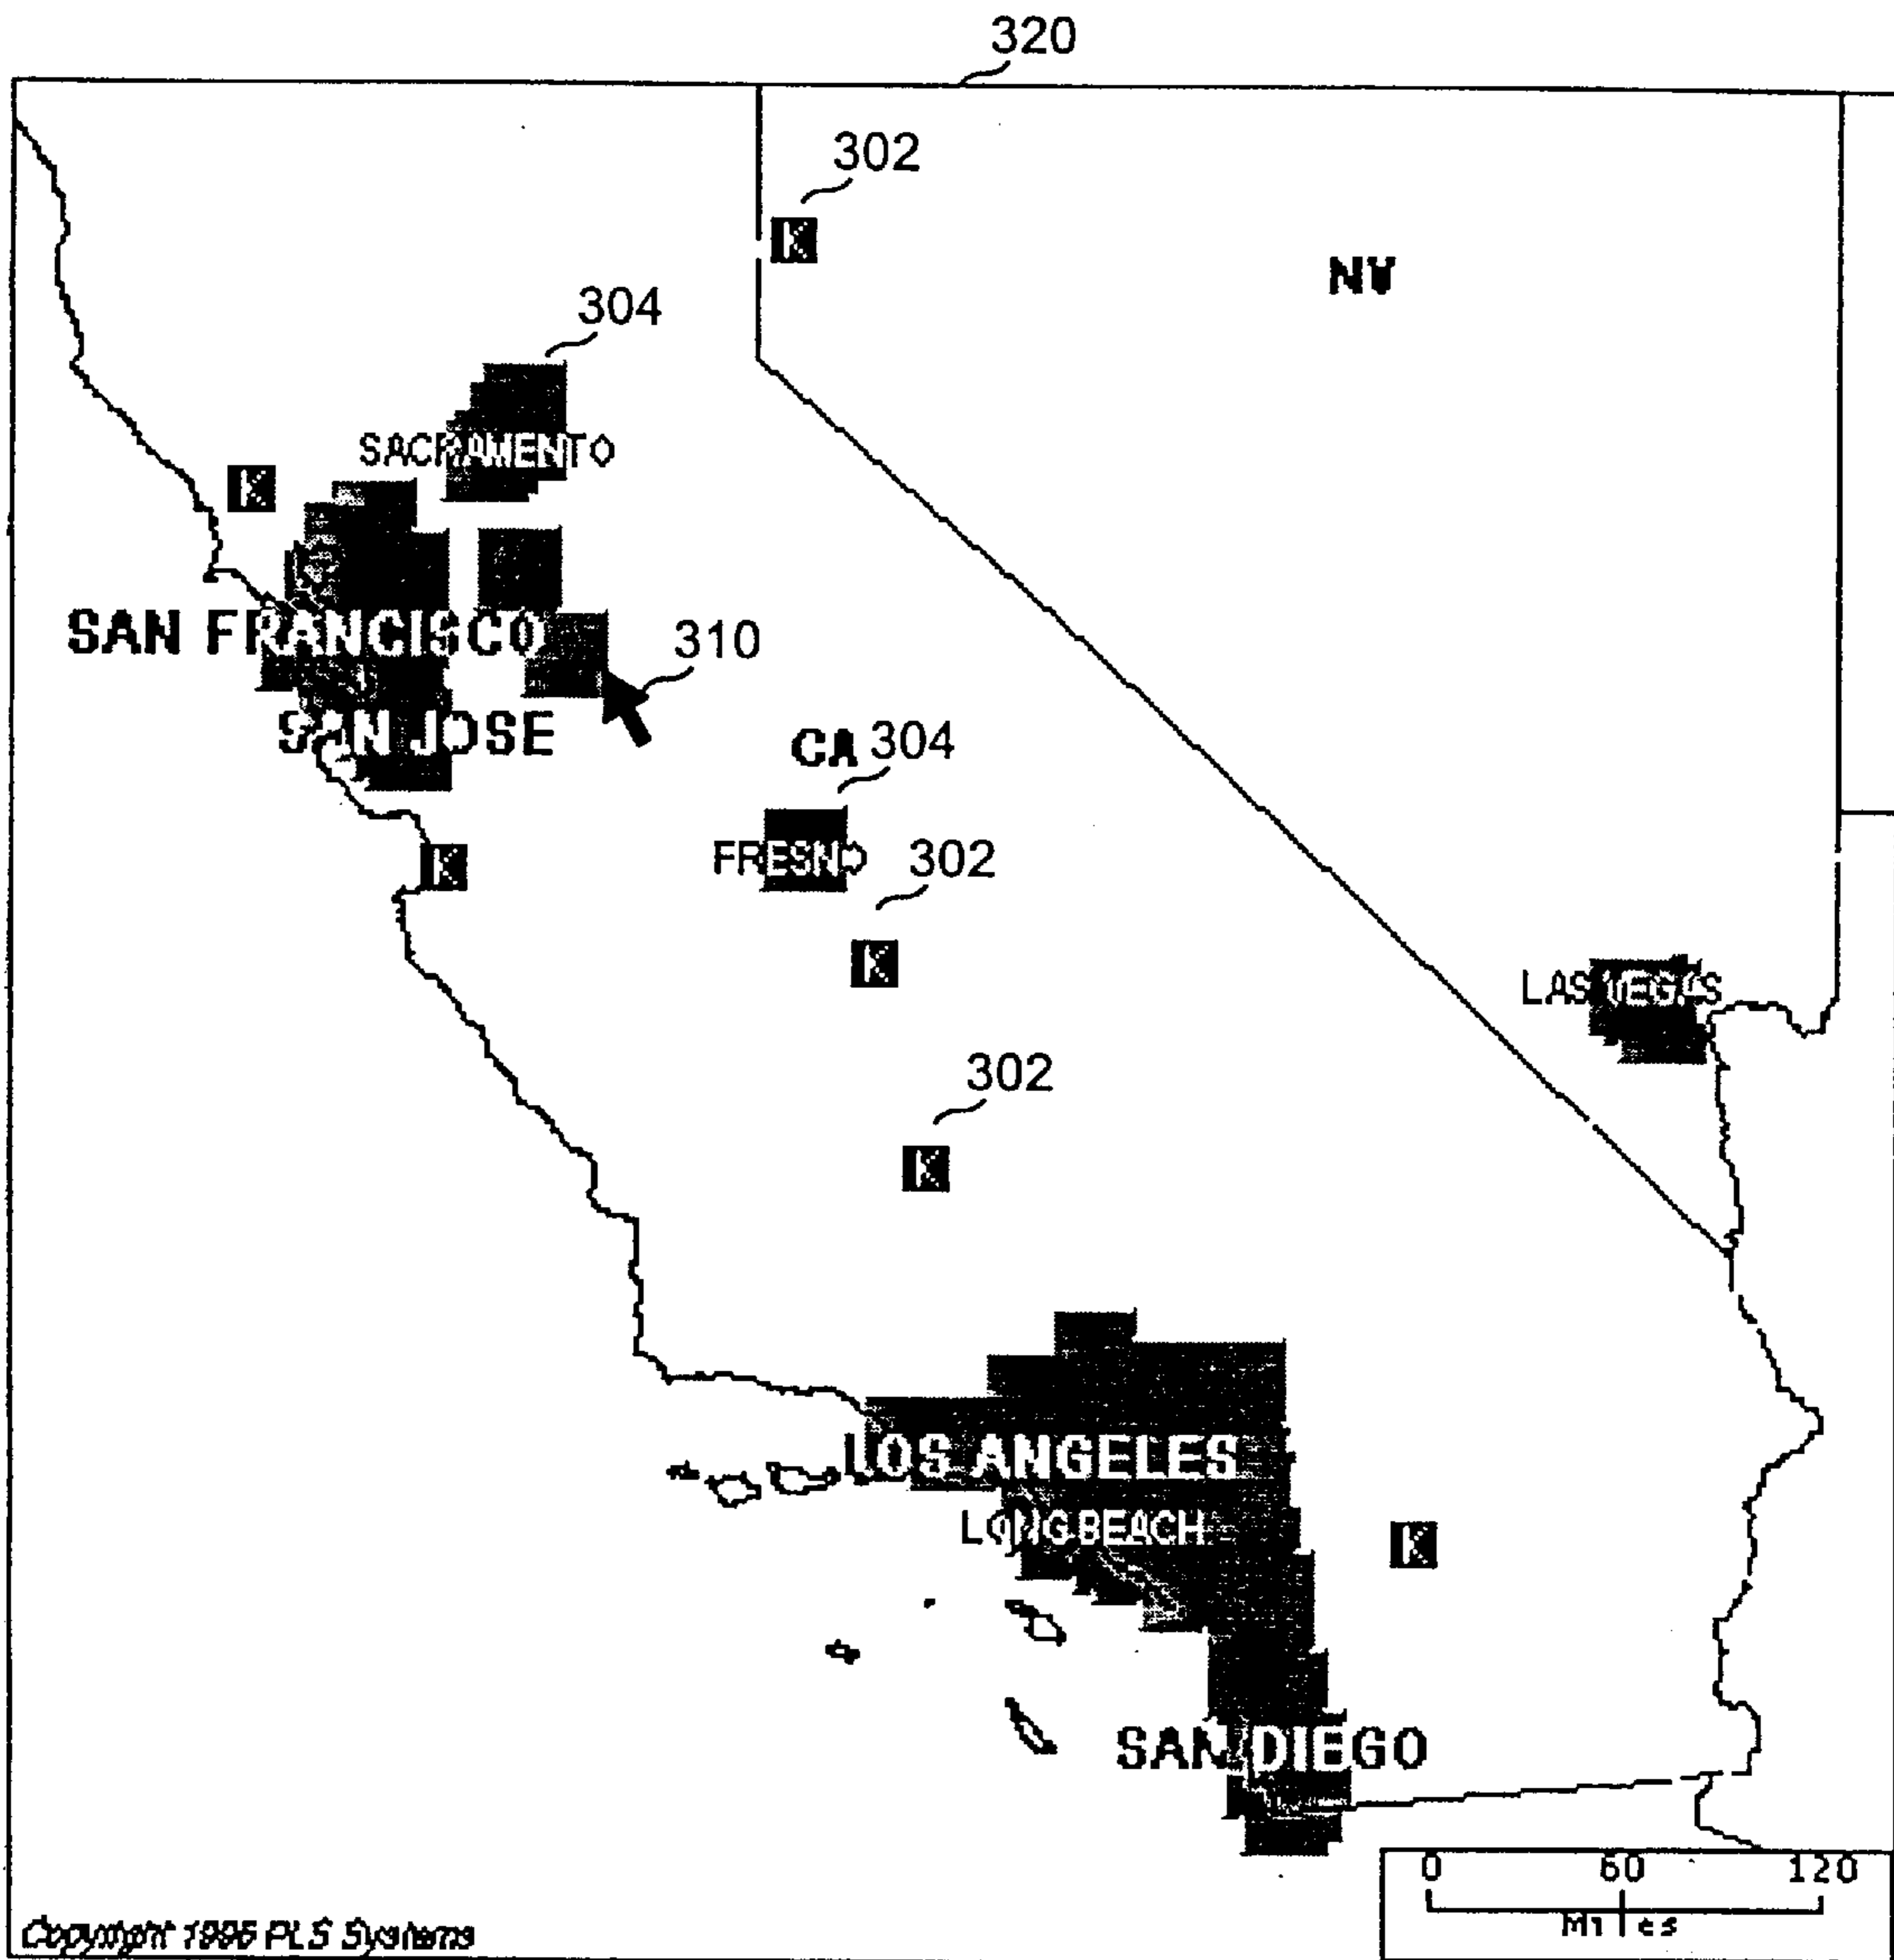 320
302
K
NV
304
SACRAMENTO
K
SAN FRANCISCO
310
SAN JOSE
CA 304
FRESNO
302
K
K
LAS VEGAS
302
K
LOS ANGELES
LONG BEACH
K
SAN DIEGO
0 60 120
Miles
Copyright 1996 PLS Systems